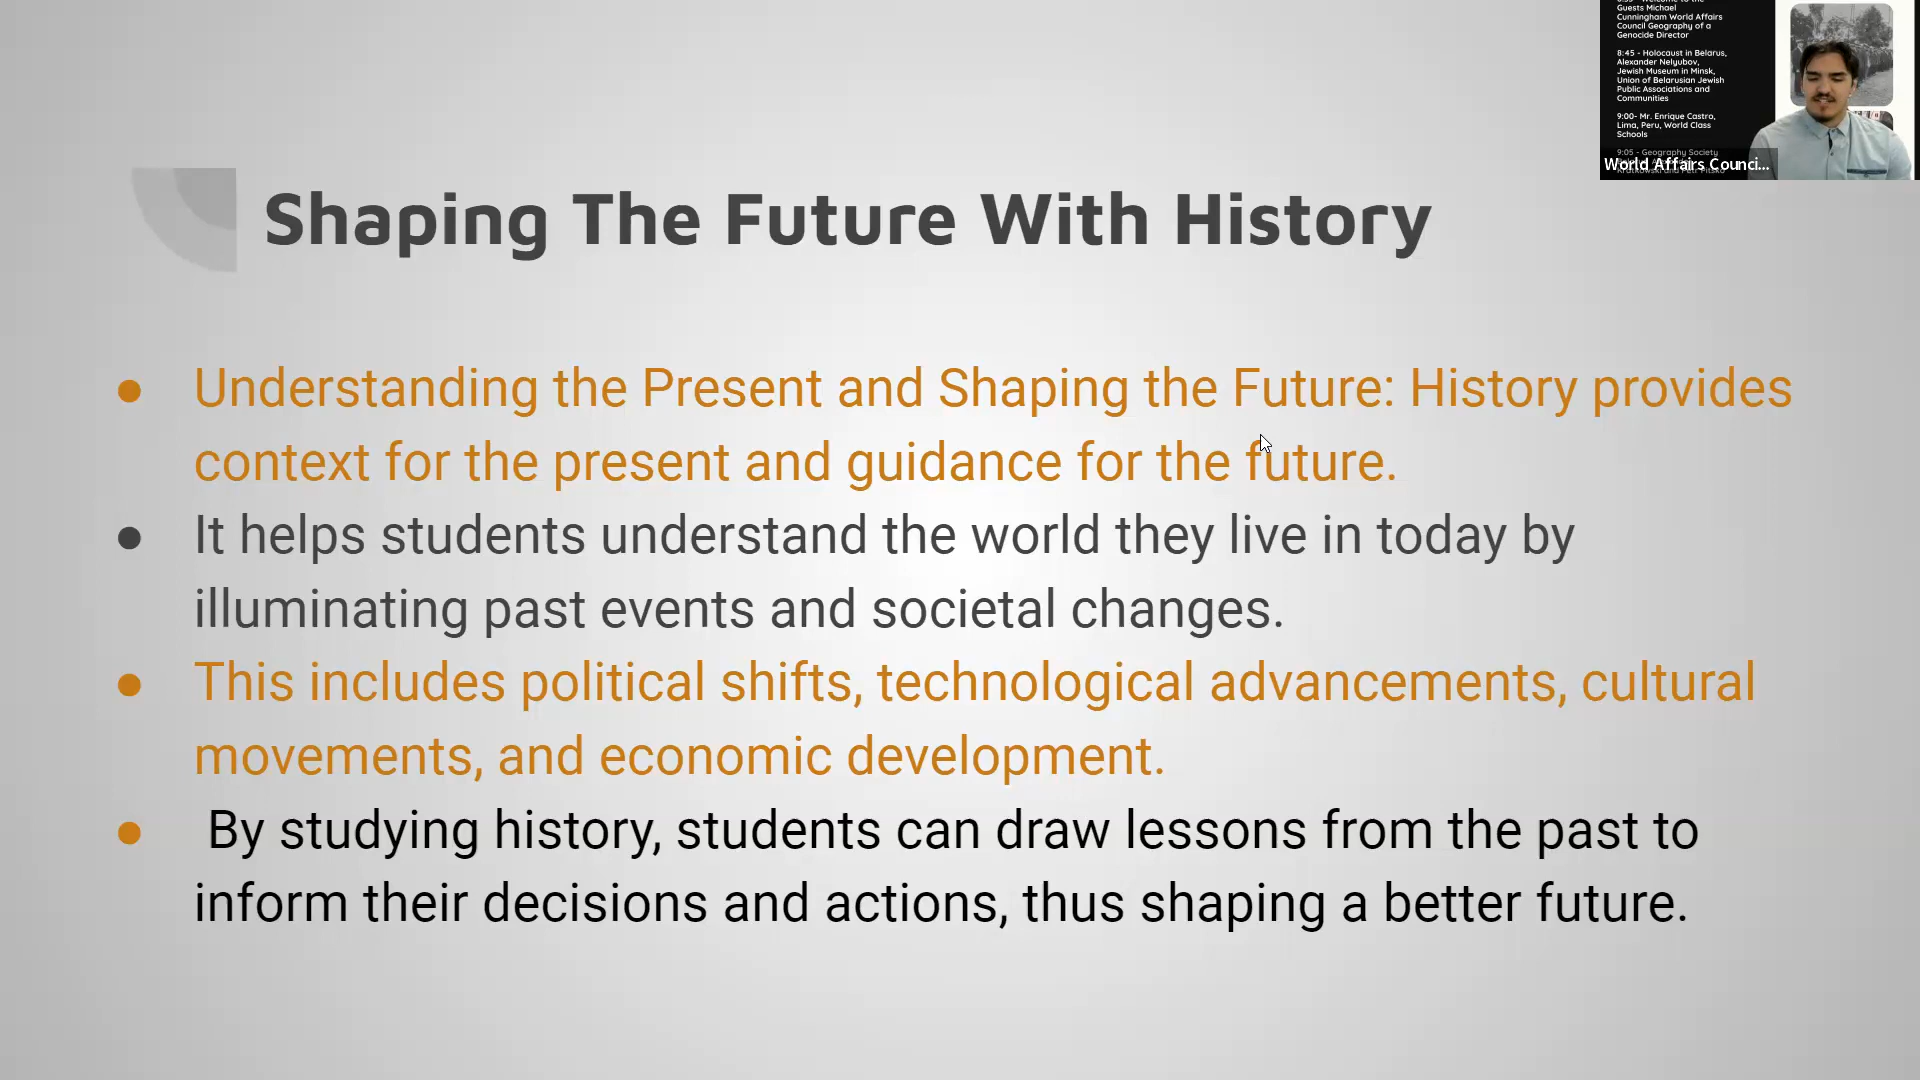 Guests Michael
Cunningham World Affairs
Council Geography of a
Genocide Director
8:45 - Holocaust in Belarus,
Alexander Nelyubov,
Jewish Museum in Minsk,
Union of Belarusian Jewish
Public Associations and
Communities
9:00- Mr. Enrique Castro,
Lima, Peru, World Class
Schools
9:05 - Geography Society
World Affairs Counci...
Shaping The Future With History
● Understanding the Present and Shaping the Future: History provides
context for the present and guidance for the future.
● It helps students understand the world they live in today by
illuminating past events and societal changes.
● This includes political shifts, technological advancements, cultural
movements, and economic development.
● By studying history, students can draw lessons from the past to
inform their decisions and actions, thus shaping a better future.